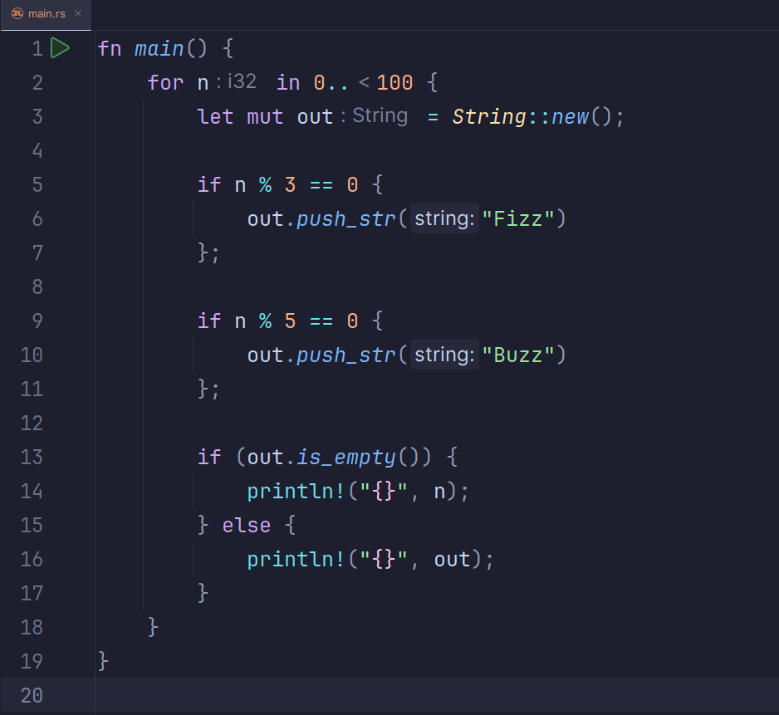 main.rs ×
1 fn main() {
2     for n: i32 in 0..<100 {
3         let mut out: String = String::new();
4
5         if n % 3 == 0 {
6             out.push_str(string: "Fizz")
7         };
8
9         if n % 5 == 0 {
10             out.push_str(string: "Buzz")
11         };
12
13         if (out.is_empty()) {
14             println!("{}", n);
15         } else {
16             println!("{}", out);
17         }
18     }
19 }
20